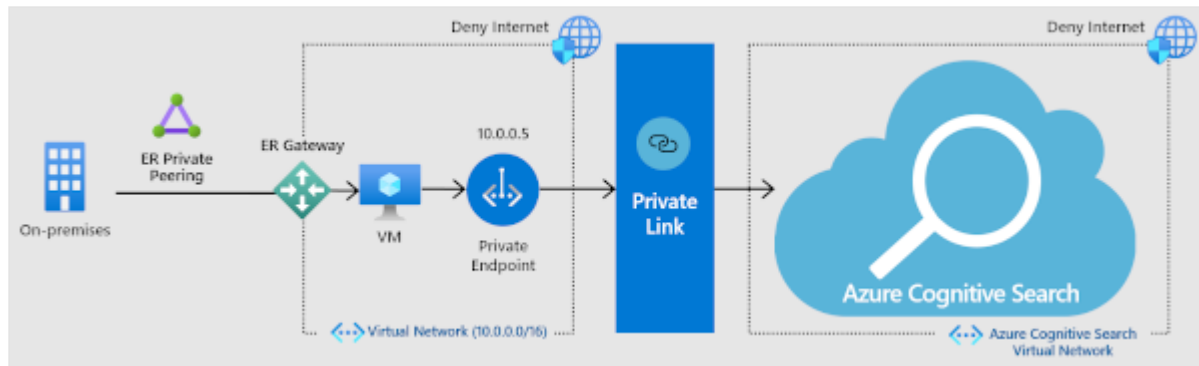 Deny Internet
Deny Internet
10.0.0.5
ER Gateway
ER Private
Peering
On-premises
VM
Private
Endpoint
Private
Link
Azure Cognitive Search
Virtual Network (10.0.0.0/16)
Azure Cognitive Search
Virtual Network